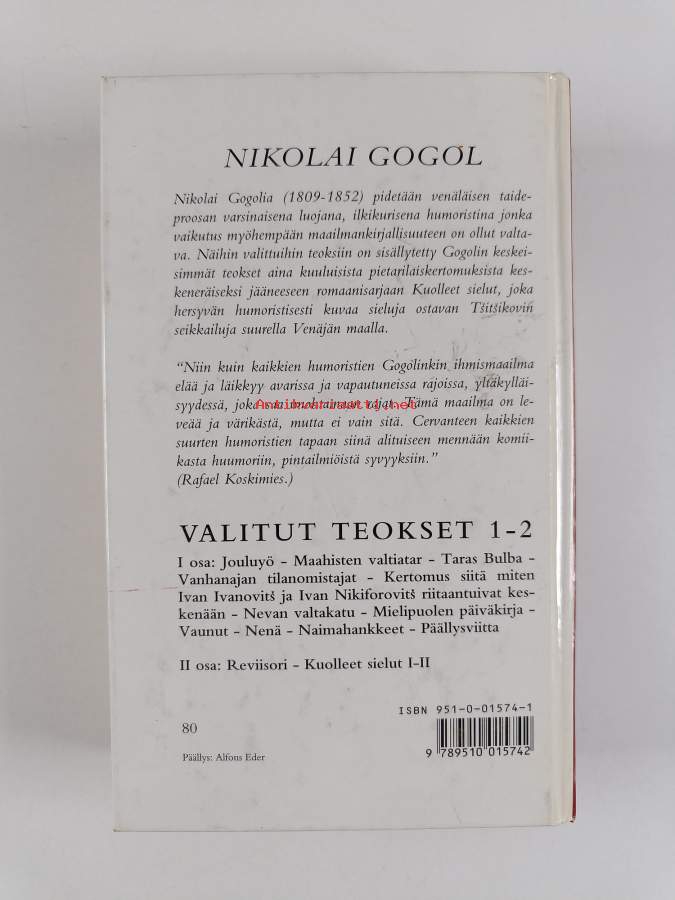 NIKOLAI GOGOL
Nikolai Gogolia (1809-1852) pidetään venäläisen taide-
proosan varsinaisena luojana, ilkikurisena humoristina jonka
vaikutus myöhempään maailmankirjallisuuteen on ollut valta-
va. Näihin valittuihin teoksiin on sisällytetty Gogolin keskei-
simmät teokset aina kuuluisista pietarilaiskertomuksista kes-
keneräiseksi jääneeseen romaanisarjaan Kuolleet sielut, joka
hersyvän humoristisesti kuvaa sieluja ostavan Tšitšikovin
seikkailuja suurella Venäjän maalla.
"Niin kuin kaikkien humoristien Gogolinkin ihmismaailma
elää ja läikkyy avarissa ja vapautuneissa rajoissa, yltäkylläi-
syydessä, joka rajat. Tämä maailma on le-
Antikvariaatti.net
veää ja värikästä, mutta ei vain sitä. Cervanteen kaikkien
suurten humoristien tapaan siinä alituiseen mennään komii-
kasta huumoriin, pintailmiöistä syvyyksiin."
(Rafael Koskimies.)
VALITUT TEOKSET 1-2
I osa: Jouluyö – Maahisten valtiatar – Taras Bulba –
Vanhanajan tilanomistajat – Kertomus siitä miten
Ivan Ivanovitš ja Ivan Nikiforovitš riitaantuivat kes-
kenään – Nevan valtakatu – Mielipuolen päiväkirja –
Vaunut – Nenä – Naimahankkeet – Päällysviitta
II osa: Reviisori – Kuolleet sielut I-II
ISBN 951-0-01574-1
80
9 789510 015742
Päällys: Alfons Eder